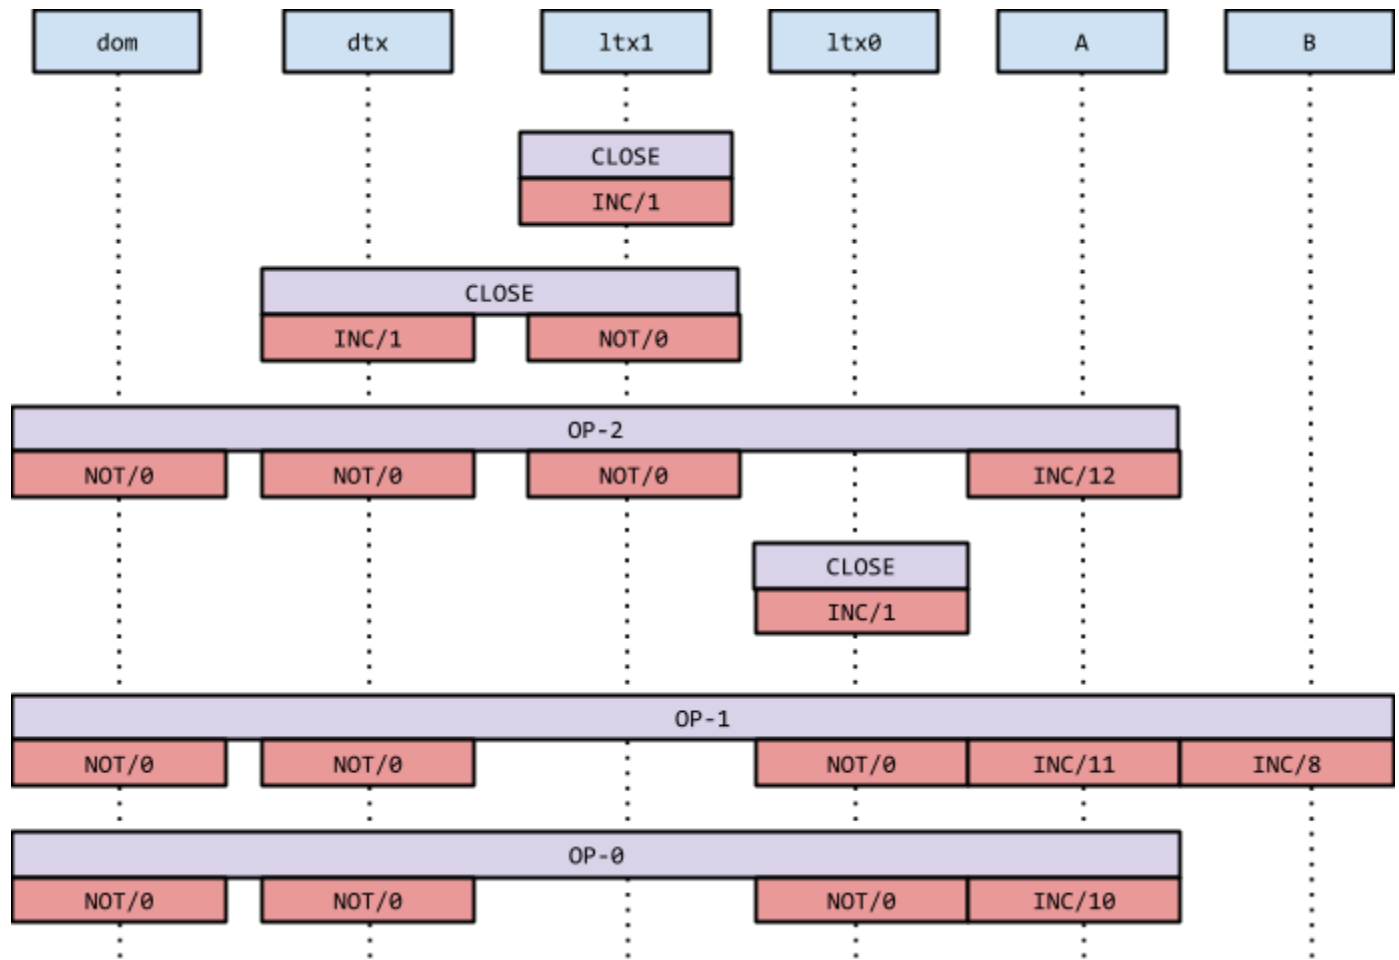 dom dtx ltx1 ltx0 A B
CLOSE
INC/1
CLOSE
INC/1 NOT/0
OP-2
NOT/0 NOT/0 NOT/0 INC/12
CLOSE
INC/1
OP-1
NOT/0 NOT/0 NOT/0 INC/11 INC/8
OP-0
NOT/0 NOT/0 NOT/0 INC/10